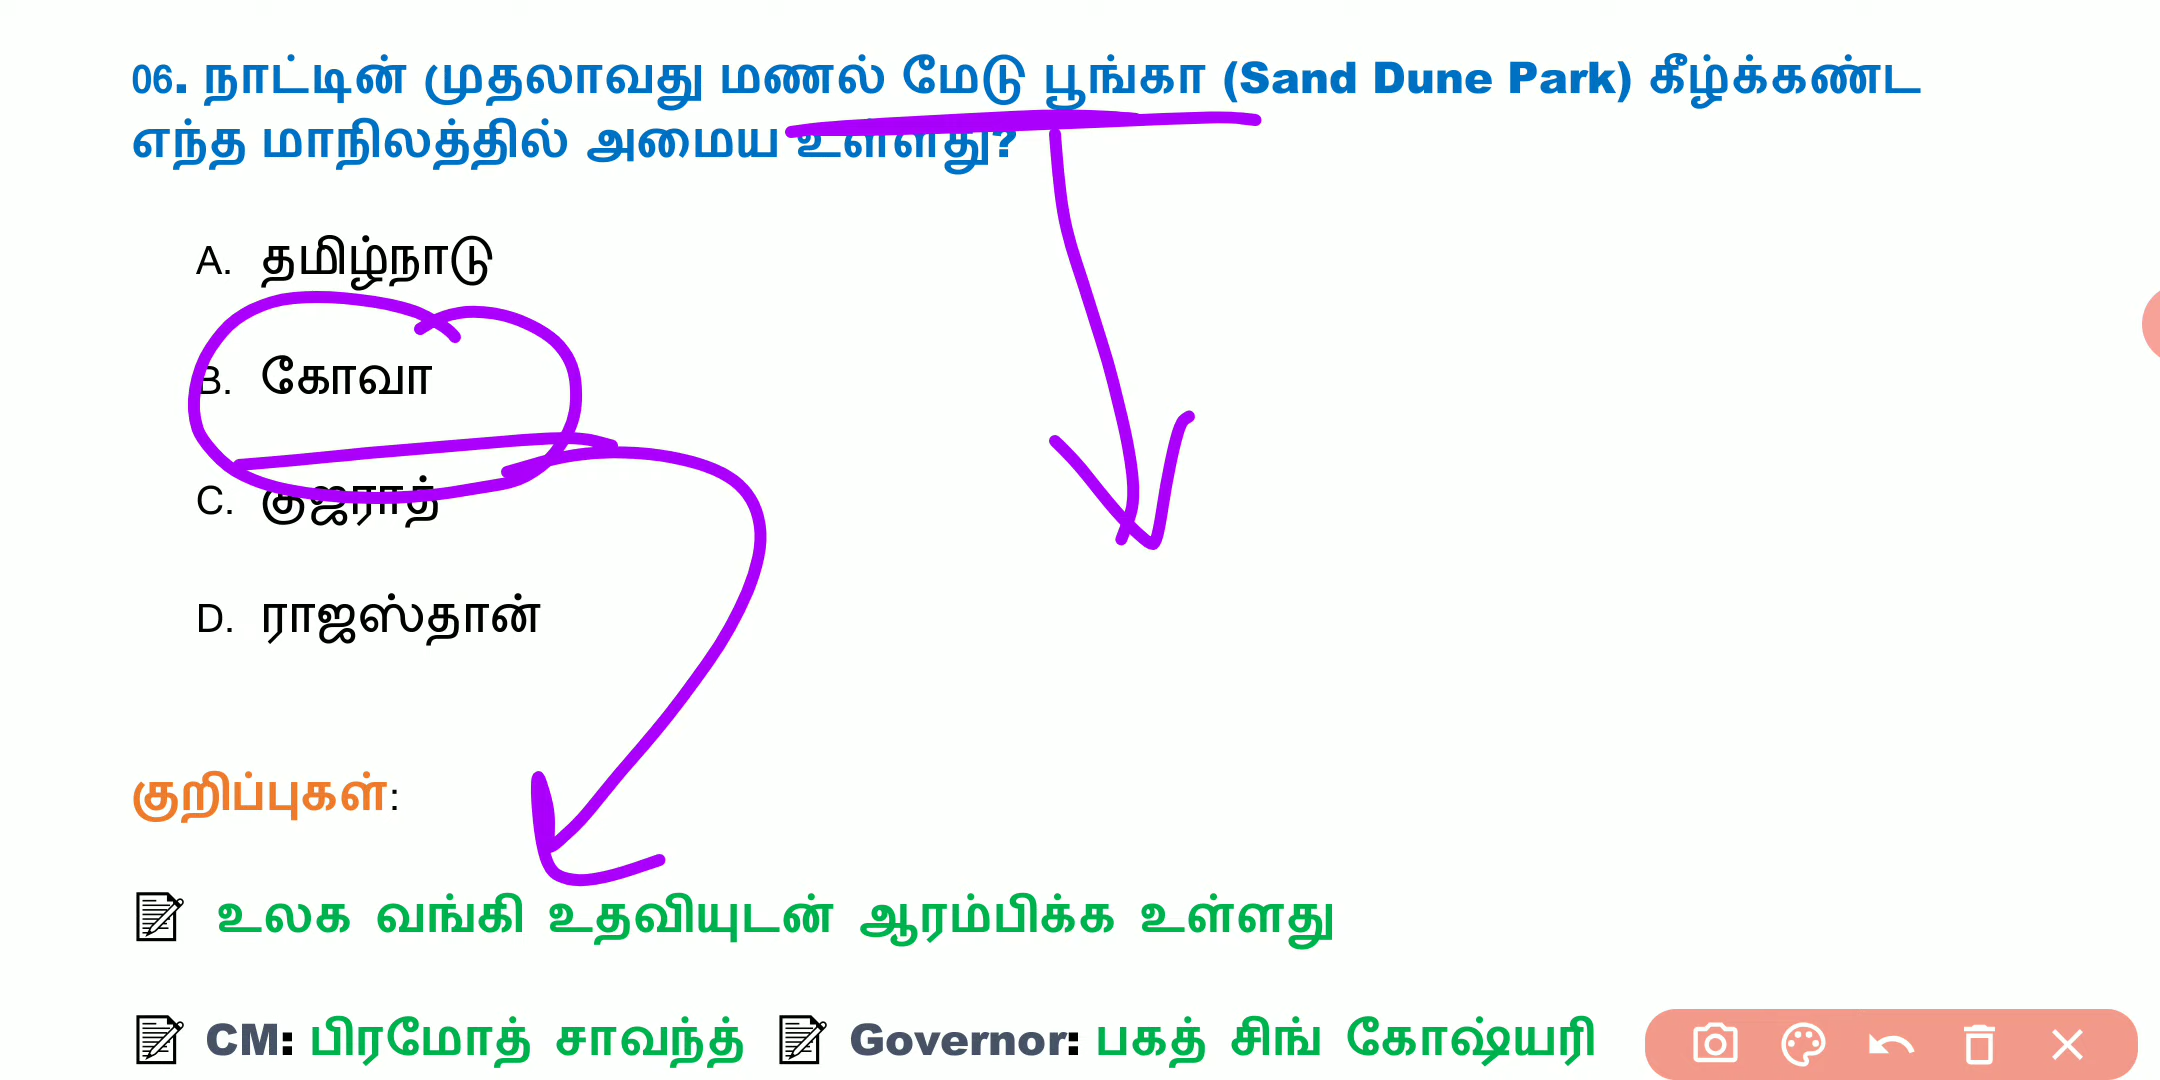 06. நாட்டின் முதலாவது மணல் மேடு பூங்கா (Sand Dune Park) கீழ்க்கண்ட
எந்த மாநிலத்தில் அமைய உள்ளது?
A. தமிழ்நாடு
B. கோவா
C. குஜராத்
D. ராஜஸ்தான்
குறிப்புகள்:
உலக வங்கி உதவியுடன் ஆரம்பிக்க உள்ளது
CM: பிரமோத் சாவந்த் Governor: பகத் சிங் கோஷ்யரி